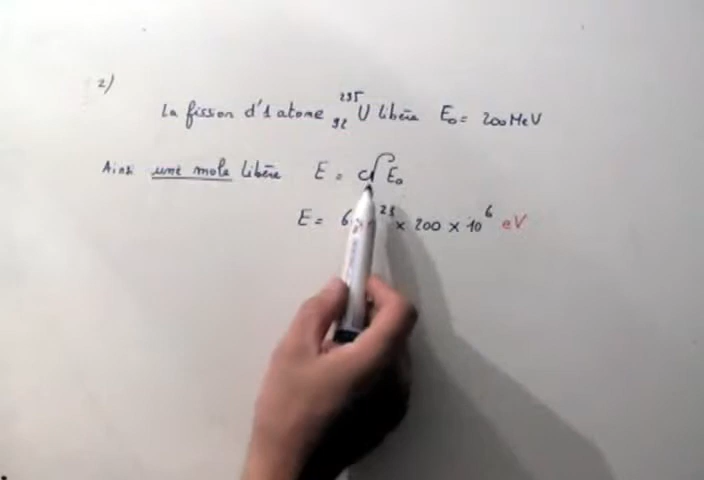 2)
La fission d'1 atome ²³⁵₉₂U libère E₀ = 200 MeV
Ainsi une mole libère E = 𝒩 E₀
E = 6 ²³ × 200 × 10⁶ eV